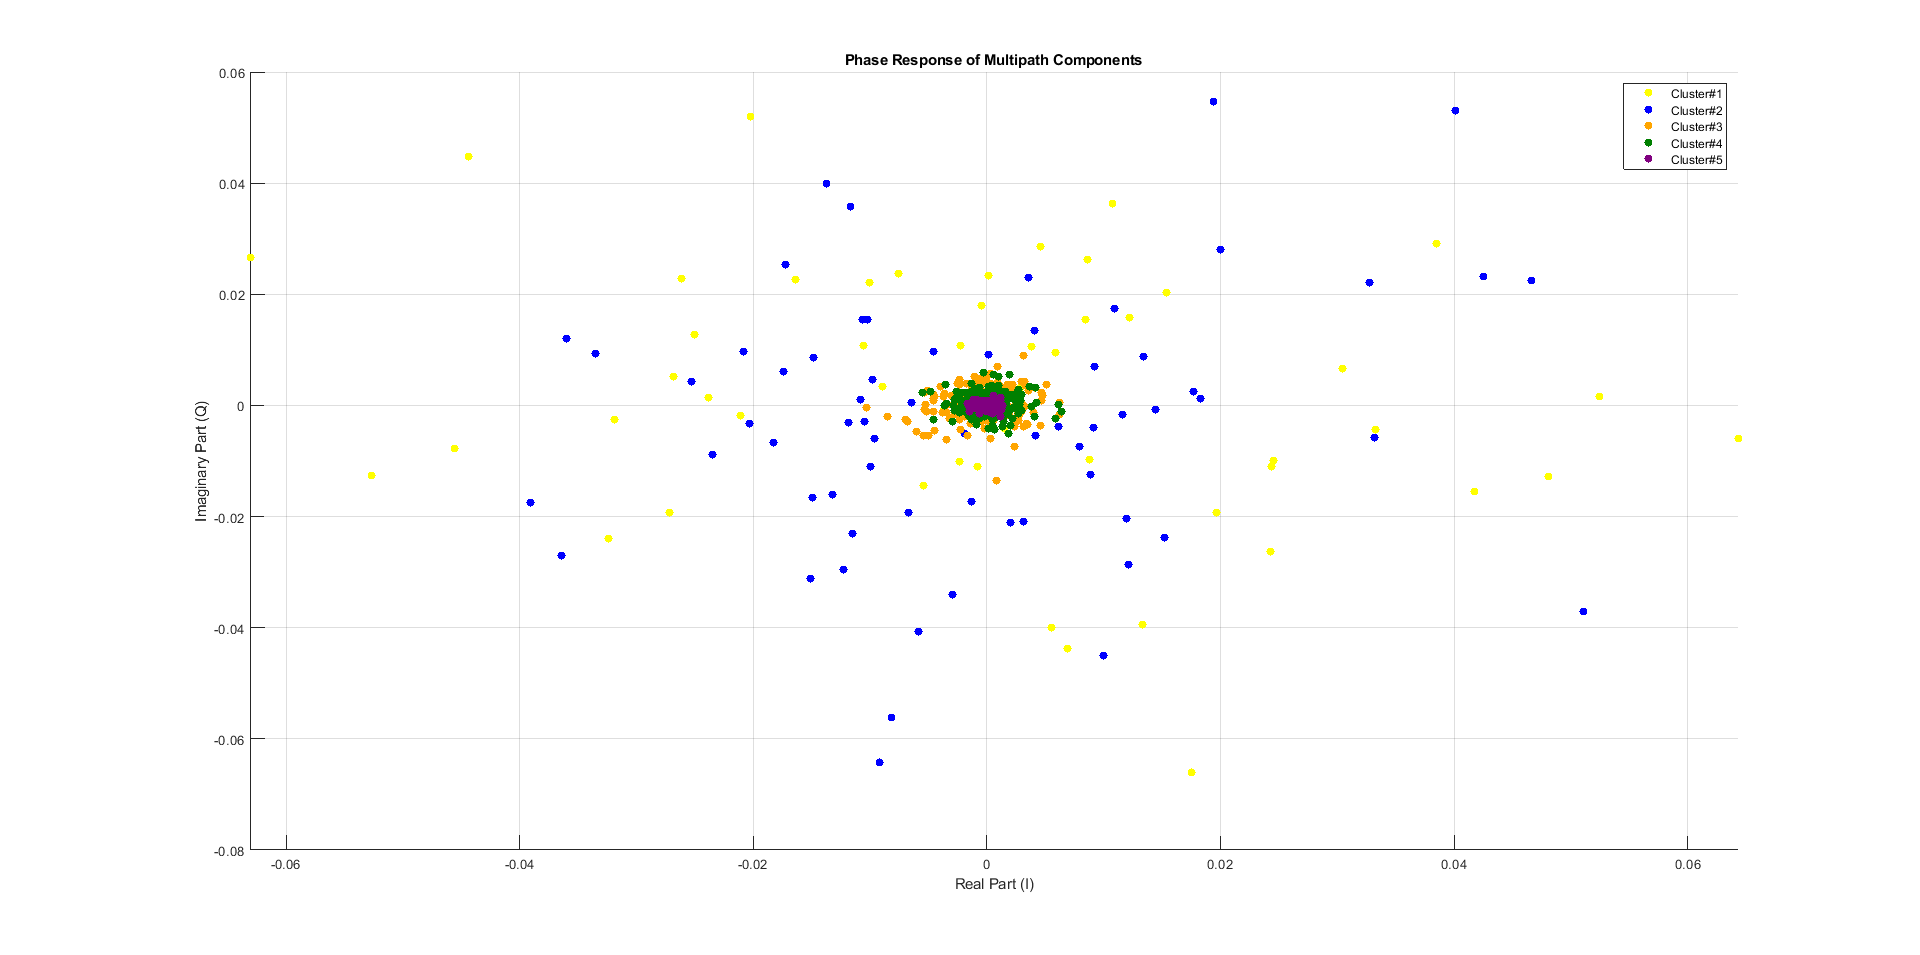 Phase Response of Multipath Components
0.06
0.04
0.02
0
-0.02
-0.04
-0.06
-0.08
Imaginary Part (Q)
Cluster#1
Cluster#2
Cluster#3
Cluster#4
Cluster#5
-0.06
-0.04
-0.02
0
0.02
0.04
0.06
Real Part (I)